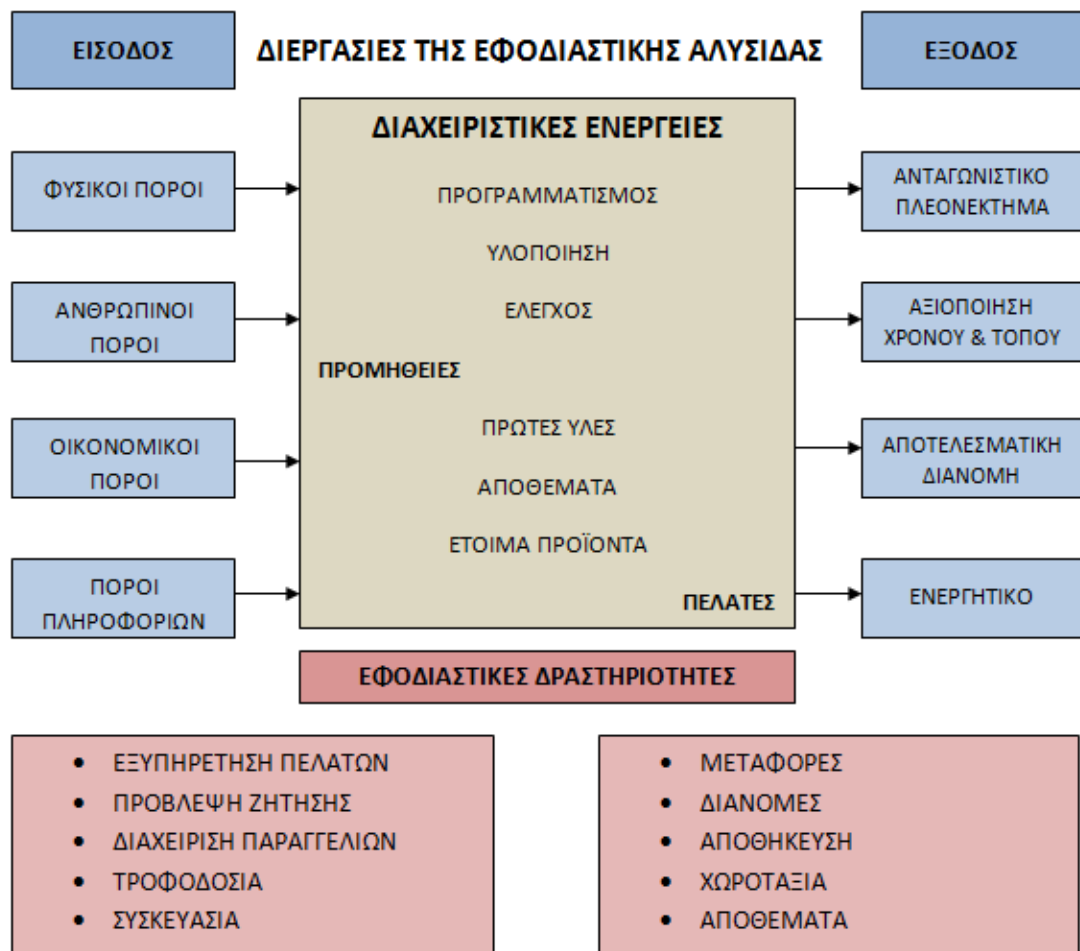 ΕΙΣΟΔΟΣ
ΔΙΕΡΓΑΣΙΕΣ ΤΗΣ ΕΦΟΔΙΑΣΤΙΚΗΣ ΑΛΥΣΙΔΑΣ
ΕΞΟΔΟΣ
ΦΥΣΙΚΟΙ ΠΟΡΟΙ
ΑΝΘΡΩΠΙΝΟΙ
ΠΟΡΟΙ
ΟΙΚΟΝΟΜΙΚΟΙ
ΠΟΡΟΙ
ΠΟΡΟΙ
ΠΛΗΡΟΦΟΡΙΩΝ
ΔΙΑΧΕΙΡΙΣΤΙΚΕΣ ΕΝΕΡΓΕΙΕΣ
ΠΡΟΓΡΑΜΜΑΤΙΣΜΟΣ
ΥΛΟΠΟΙΗΣΗ
ΕΛΕΓΧΟΣ
ΠΡΟΜΗΘΕΙΕΣ
ΠΡΩΤΕΣ ΥΛΕΣ
ΑΠΟΘΕΜΑΤΑ
ΕΤΟΙΜΑ ΠΡΟΪΟΝΤΑ
ΠΕΛΑΤΕΣ
ΑΝΤΑΓΩΝΙΣΤΙΚΟ
ΠΛΕΟΝΕΚΤΗΜΑ
ΑΞΙΟΠΟΙΗΣΗ
ΧΡΟΝΟΥ & ΤΟΠΟΥ
ΑΠΟΤΕΛΕΣΜΑΤΙΚΗ
ΔΙΑΝΟΜΗ
ΕΝΕΡΓΗΤΙΚΟ
ΕΦΟΔΙΑΣΤΙΚΕΣ ΔΡΑΣΤΗΡΙΟΤΗΤΕΣ
• ΕΞΥΠΗΡΕΤΗΣΗ ΠΕΛΑΤΩΝ
• ΠΡΟΒΛΕΨΗ ΖΗΤΗΣΗΣ
• ΔΙΑΧΕΙΡΙΣΗ ΠΑΡΑΓΓΕΛΙΩΝ
• ΤΡΟΦΟΔΟΣΙΑ
• ΣΥΣΚΕΥΑΣΙΑ
• ΜΕΤΑΦΟΡΕΣ
• ΔΙΑΝΟΜΕΣ
• ΑΠΟΘΗΚΕΥΣΗ
• ΧΩΡΟΤΑΞΙΑ
• ΑΠΟΘΕΜΑΤΑ